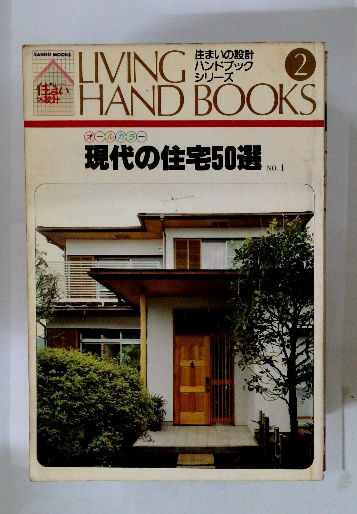 SANKEI BOOKS
住まい
の設計
LIVING
HAND BOOKS
住まいの設計
ハンドブック
シリーズ
2
オールカラー
現代の住宅50選 NO. 1